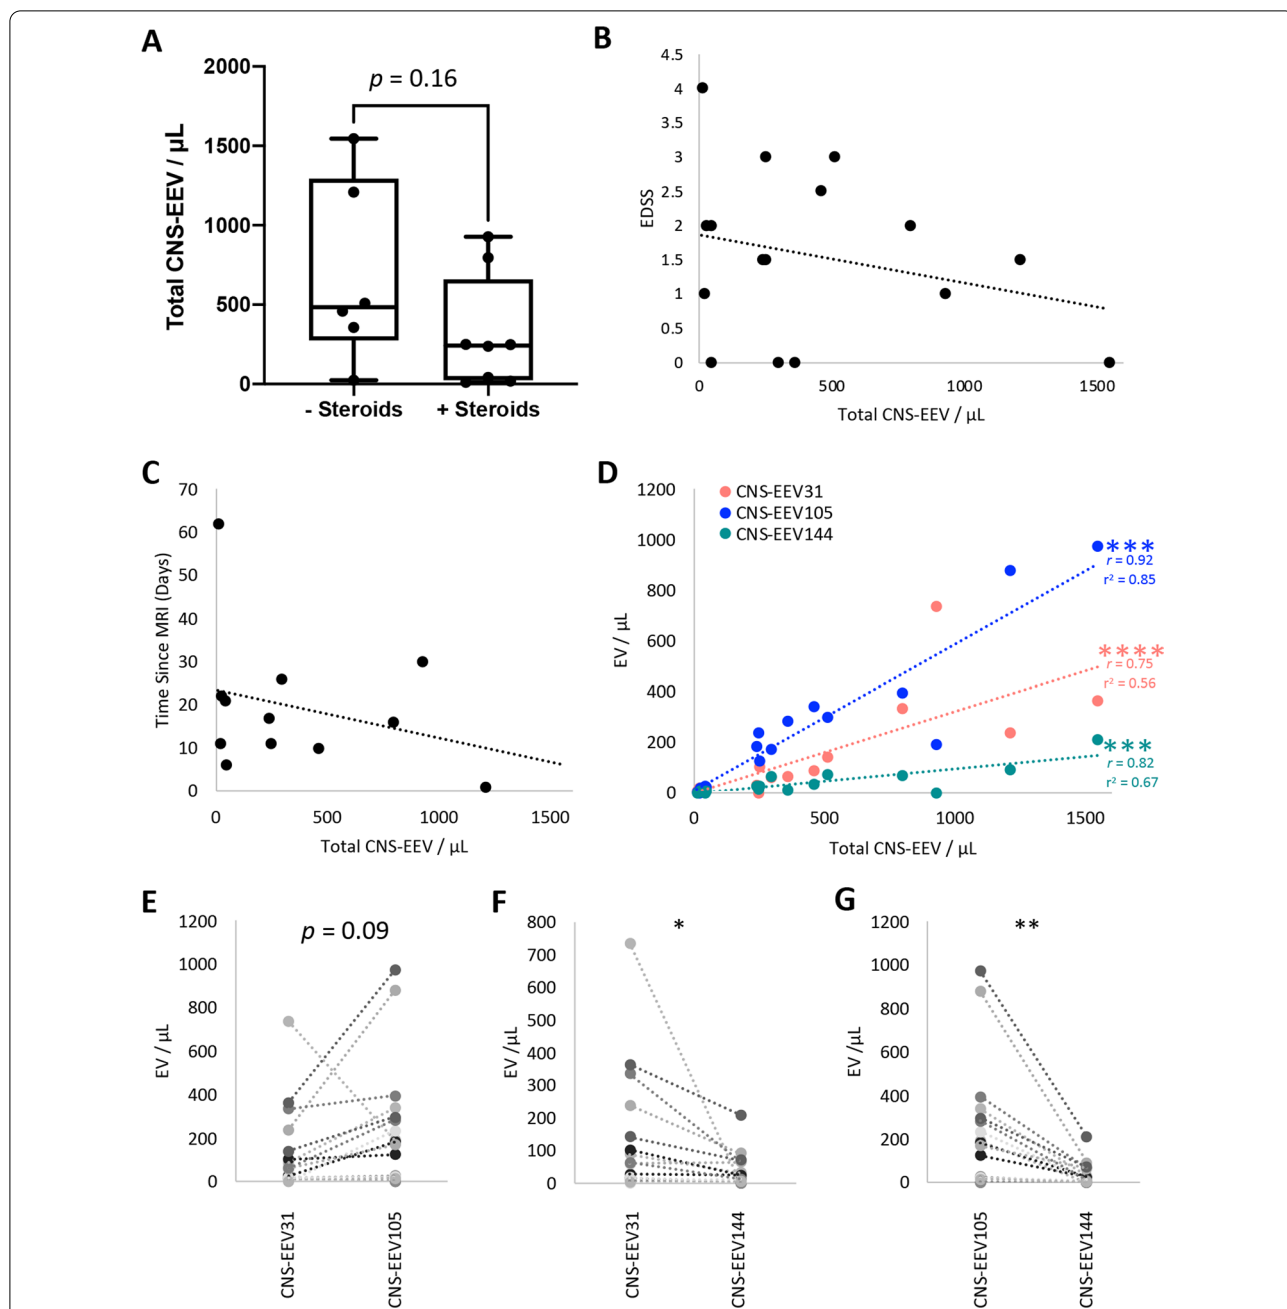 A
2000
1500
1000
500
0
Total CNS-EEV / µL
p = 0.16
- Steroids
+ Steroids
B
4.5
4
3.5
3
2.5
2
1.5
1
0.5
0
EDSS
0
500
1000
1500
Total CNS-EEV / µL
C
70
60
50
40
30
20
10
0
Time Since MRI (Days)
0
500
1000
1500
Total CNS-EEV / µL
D
1200
1000
800
600
400
200
0
EV / µL
CNS-EEV31
CNS-EEV105
CNS-EEV144
***
r = 0.92
r² = 0.85
****
r = 0.75
r² = 0.56
***
r = 0.82
r² = 0.67
0
500
1000
1500
Total CNS-EEV / µL
E
1200
1000
800
600
400
200
0
EV / µL
p = 0.09
CNS-EEV31
CNS-EEV105
F
800
700
600
500
400
300
200
100
0
EV /µL
*
CNS-EEV31
CNS-EEV144
G
1200
1000
800
600
400
200
0
EV /µL
**
CNS-EEV105
CNS-EEV144